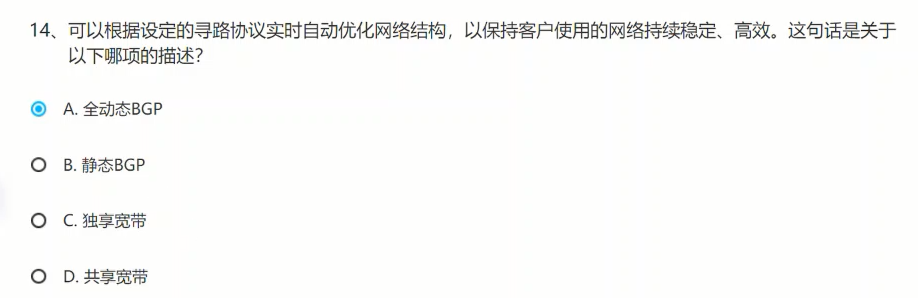 14、可以根据设定的寻路协议实时自动优化网络结构，以保持客户使用的网络持续稳定、高效。这句话是关于
以下哪项的描述？
A. 全动态BGP
B. 静态BGP
C. 独享宽带
D. 共享宽带